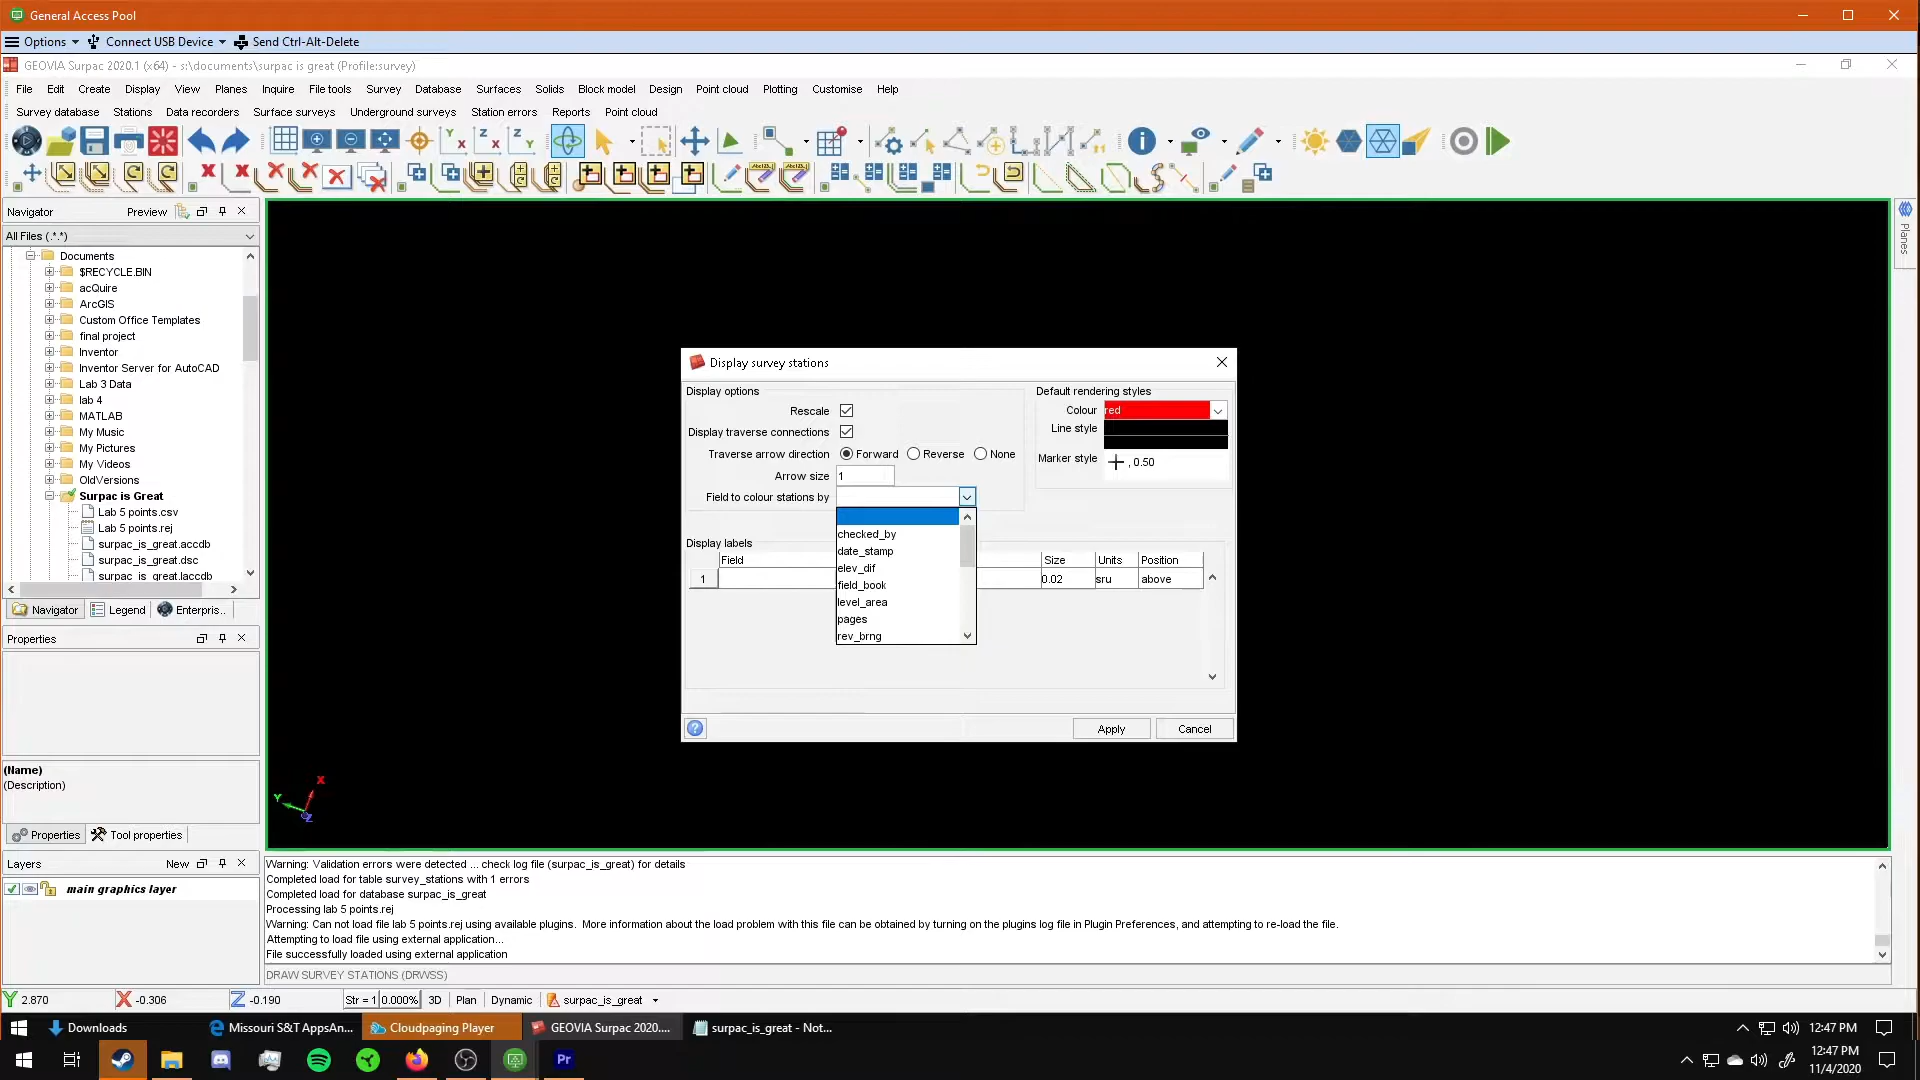 General Access Pool
Options Connect USB Device Send Ctrl-Alt-Delete
GEOVIA Surpac 2020.1 (x64) - s:\documents\surpac is great (Profile:survey)
File Edit Create Display View Planes Inquire File tools Survey Database Surfaces Solids Block model Design Point cloud Plotting Customise Help
Survey database Stations Data recorders Surface surveys Underground surveys Station errors Reports Point cloud
Navigator Preview
All Files (*.*)
Documents
$RECYCLE.BIN
acQuire
ArcGIS
Custom Office Templates
final project
Inventor
Inventor Server for AutoCAD
Lab 3 Data
lab 4
MATLAB
My Music
My Pictures
My Videos
OldVersions
Surpac is Great
Lab 5 points.csv
Lab 5 points.rej
surpac_is_great.accdb
surpac_is_great.dsc
surpac_is_great.laccdb
Navigator Legend Enterpris..
Properties
(Name)
(Description)
Properties Tool properties
Layers New
main graphics layer
Planes
X
Y
Z
Display survey stations
Display options
Rescale
Display traverse connections
Traverse arrow direction Forward Reverse None
Arrow size 1
Field to colour stations by
checked_by
date_stamp
elev_dif
field_book
level_area
pages
rev_brng
Default rendering styles
Colour red
Line style
Marker style , 0.50
Display labels
Field Size Units Position
1 0.02 sru above
Apply Cancel
Warning: Validation errors were detected ... check log file (surpac_is_great) for details
Completed load for table survey_stations with 1 errors
Completed load for database surpac_is_great
Processing lab 5 points.rej
Warning: Can not load file lab 5 points.rej using available plugins. More information about the load problem with this file can be obtained by turning on the plugins log file in Plugin Preferences, and attempting to re-load the file.
Attempting to load file using external application...
File successfully loaded using external application
DRAW SURVEY STATIONS (DRWSS)
Y 2.870 X -0.306 Z -0.190 Str = 1 0.000% 3D Plan Dynamic surpac_is_great
Downloads Missouri S&T AppsAn... Cloudpaging Player GEOVIA Surpac 2020.... surpac_is_great - Not... 12:47 PM
Pr 12:47 PM
11/4/2020